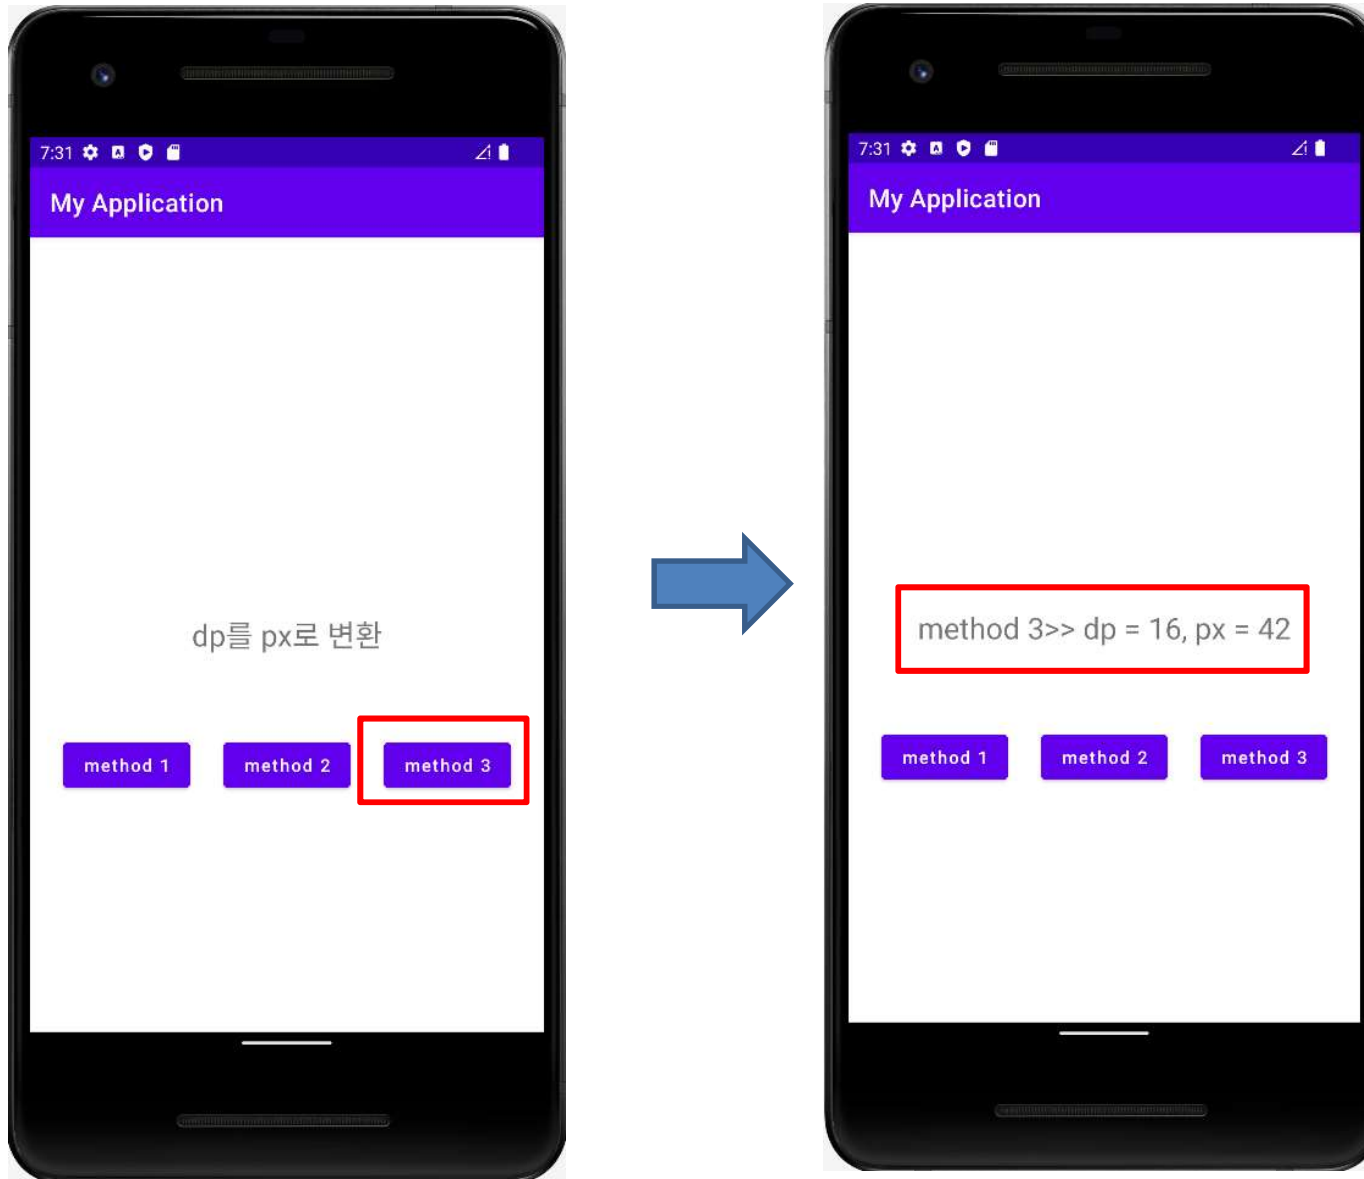 7:31
My Application
dp를 px로 변환
method 1 method 2 method 3
7:31
My Application
method 3>> dp = 16, px = 42
method 1 method 2 method 3